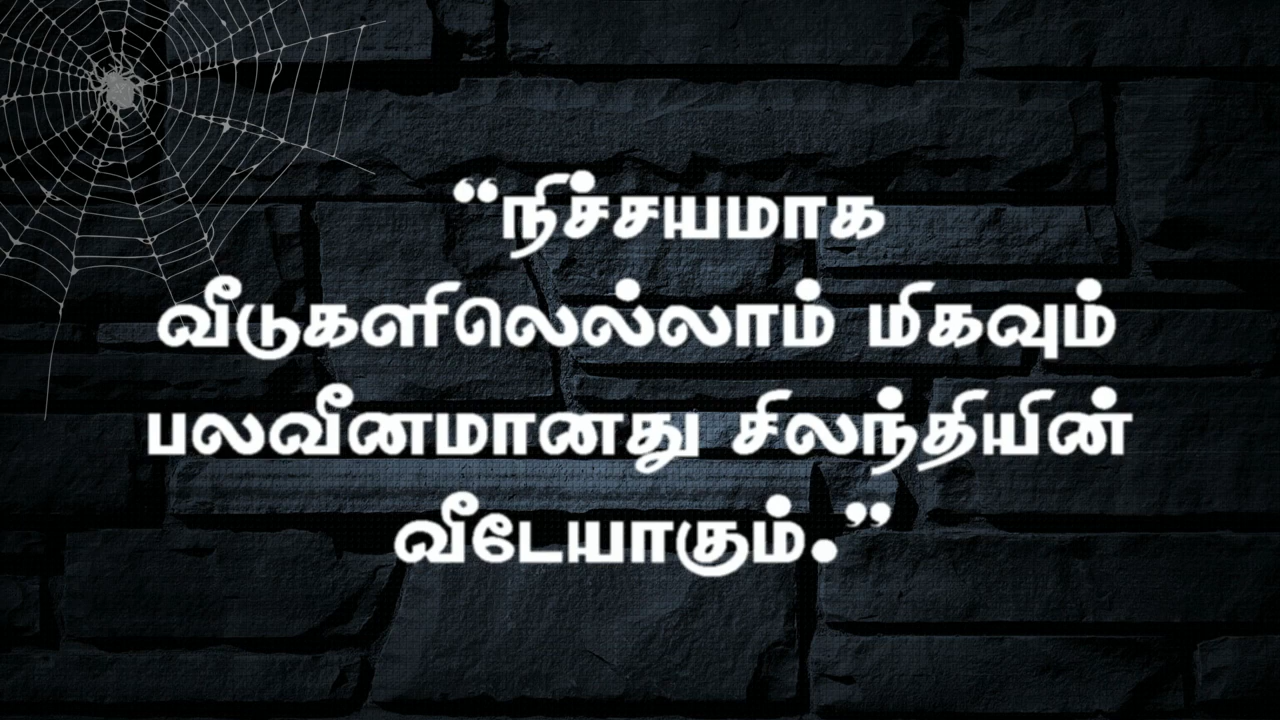 “நிச்சயமாக
வீடுகளிலெல்லாம் மிகவும்
பலவீனமானது சிலந்தியின்
வீடேயாகும்.”